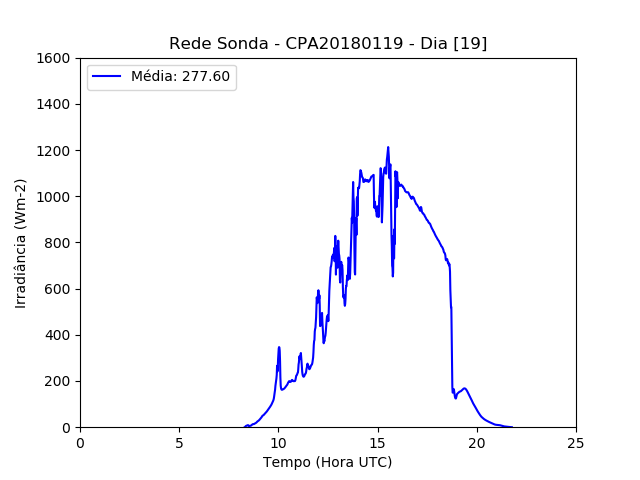 Rede Sonda - CPA20180119 - Dia [19]
Média: 277.60
Irradiância (Wm-2)
1600
1400
1200
1000
800
600
400
200
0
0 5 10 15 20 25
Tempo (Hora UTC)